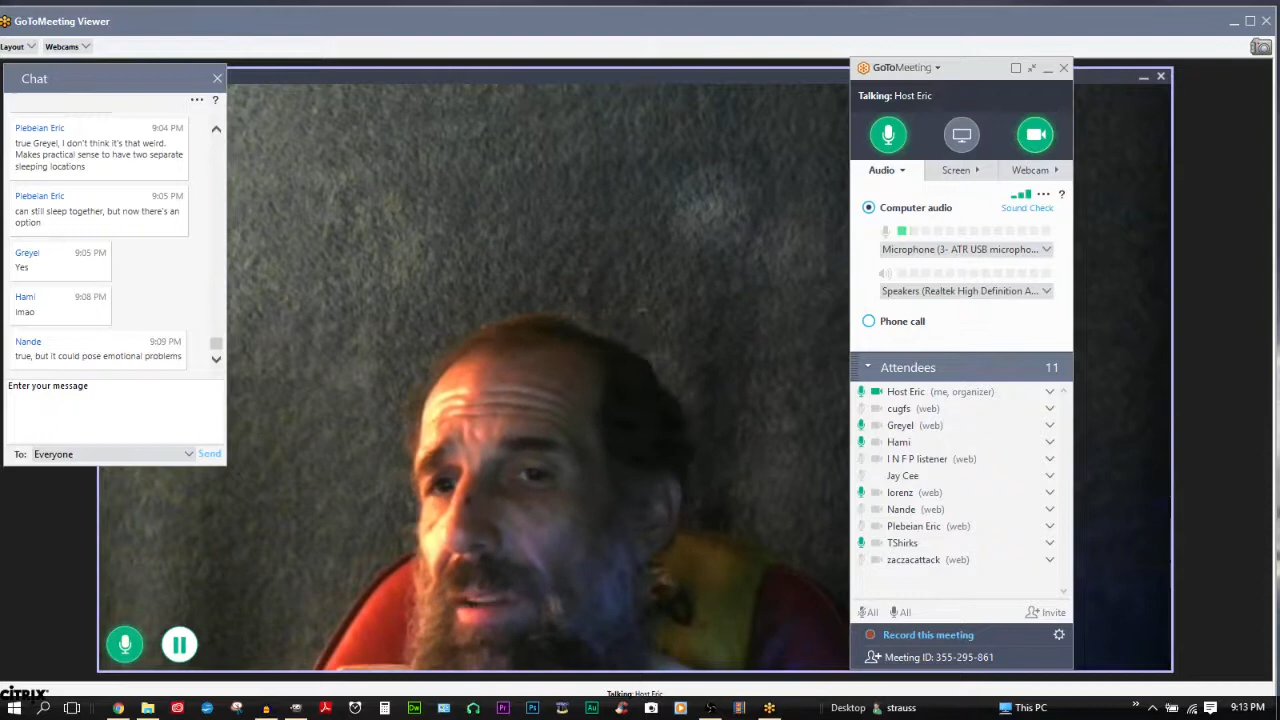 GoToMeeting Viewer
Layout
Webcams
Chat
... ?
Plebeian Eric 9:04 PM
true Greyel, I don't think it's that weird.
Makes practical sense to have two separate
sleeping locations
Plebeian Eric 9:05 PM
can still sleep together, but now there's an
option
Greyel 9:05 PM
Yes
Hami 9:08 PM
lmao
Nande 9:09 PM
true, but it could pose emotional problems
Enter your message
To: Everyone Send
GoToMeeting
Talking: Host Eric
Audio Screen Webcam
... ?
Computer audio Sound Check
Microphone (3- ATR USB micropho...
Speakers (Realtek High Definition A...
Phone call
Attendees 11
Host Eric (me, organizer)
cugfs (web)
Greyel (web)
Hami
I N F P listener (web)
Jay Cee
lorenz (web)
Nande (web)
Plebeian Eric (web)
TShirks
zaczacattack (web)
All All Invite
Record this meeting
Meeting ID: 355-295-861
CİTRIX
Talking: Host Eric
Dw Pr Ps Au
Desktop strauss This PC 9:13 PM